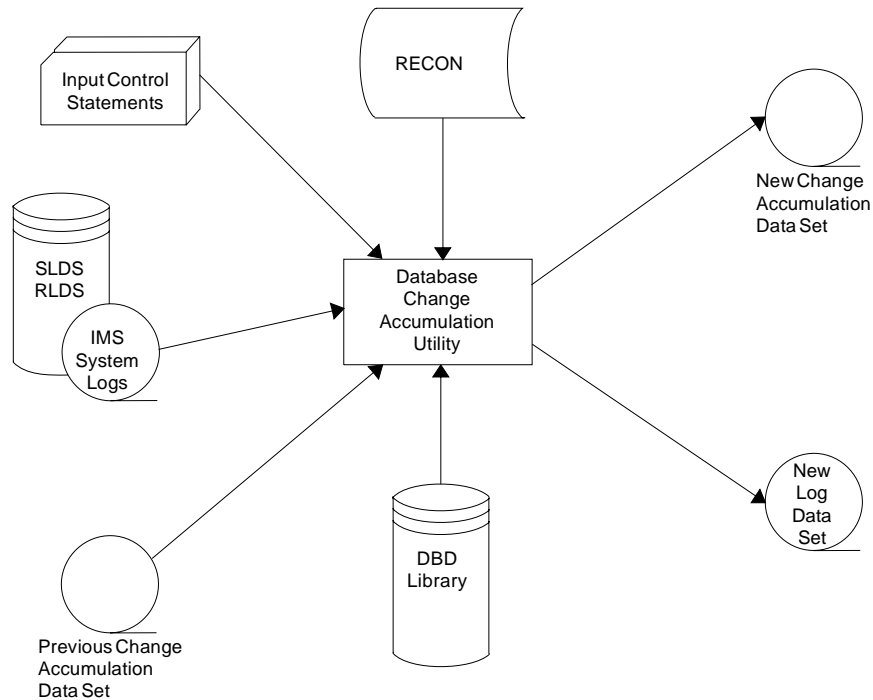 Input Control
Statements
RECON
New Change
Accumulation
Data Set
SLDS
RLDS
IMS
System
Logs
Database
Change
Accumulation
Utility
New
Log
Data
Set
DBD
Library
Previous Change
Accumulation
Data Set